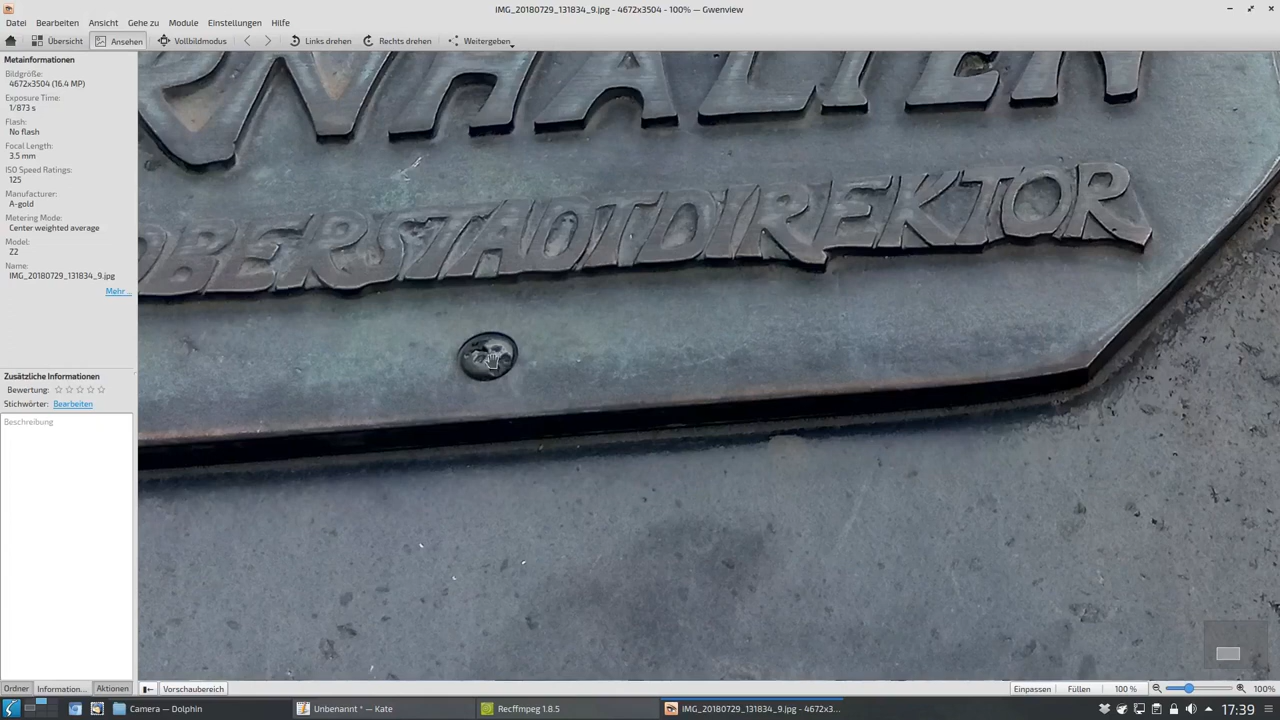 IMG_20180729_131834_9.jpg - 4672x3504 - 100% — Gwenview
Datei Bearbeiten Ansicht Gehe zu Module Einstellungen Hilfe
Übersicht Ansehen Vollbildmodus Links drehen Rechts drehen Weitergeben
Metainformationen
Bildgröße:
4672x3504 (16.4 MP)
Exposure Time:
1/873 s
Flash:
No flash
Focal Length:
3.5 mm
ISO Speed Ratings:
125
Manufacturer:
A-gold
Metering Mode:
Center weighted average
Model:
Z2
Name:
IMG_20180729_131834_9.jpg
Mehr ...
RNHALTEN
OBERSTADTDIREKTOR
Zusätzliche Informationen
Bewertung:
Stichwörter: Bearbeiten
Beschreibung
Ordner Information... Aktionen Vorschaubereich Einpassen Füllen 100 % 100%
Camera — Dolphin Unbenannt * — Kate Recffmpeg 1.8.5 IMG_20180729_131834_9.jpg - 4672x3... 17:39